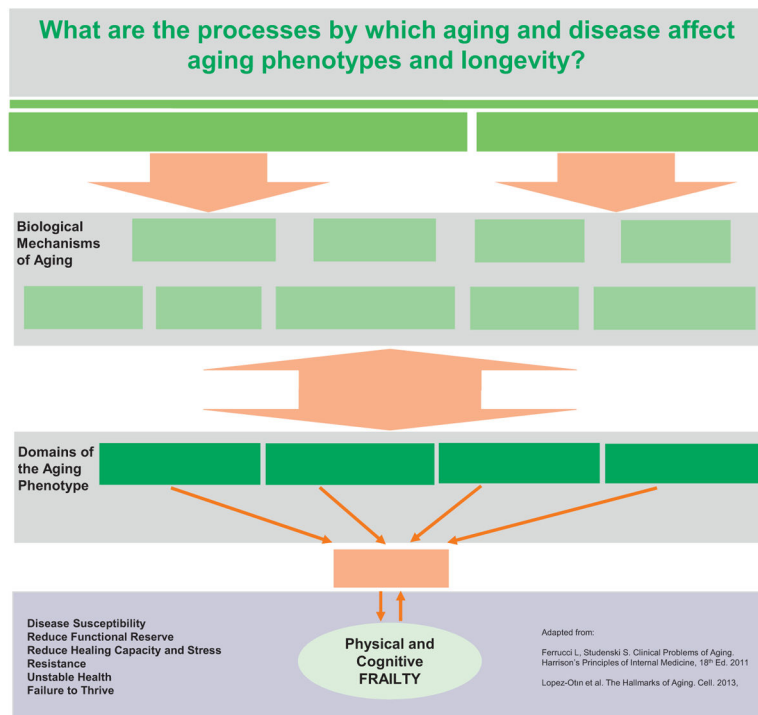 What are the processes by which aging and disease affect
aging phenotypes and longevity?
Biological
Mechanisms
of Aging
Domains of
the Aging
Phenotype
Disease Susceptibility
Reduce Functional Reserve
Reduce Healing Capacity and Stress
Resistance
Unstable Health
Failure to Thrive
Physical and
Cognitive
FRAILTY
Adapted from:
Ferrucci L, Studenski S. Clinical Problems of Aging.
Harrison's Principles of Internal Medicine, 18th Ed. 2011
Lopez-Otın et al. The Hallmarks of Aging. Cell. 2013,